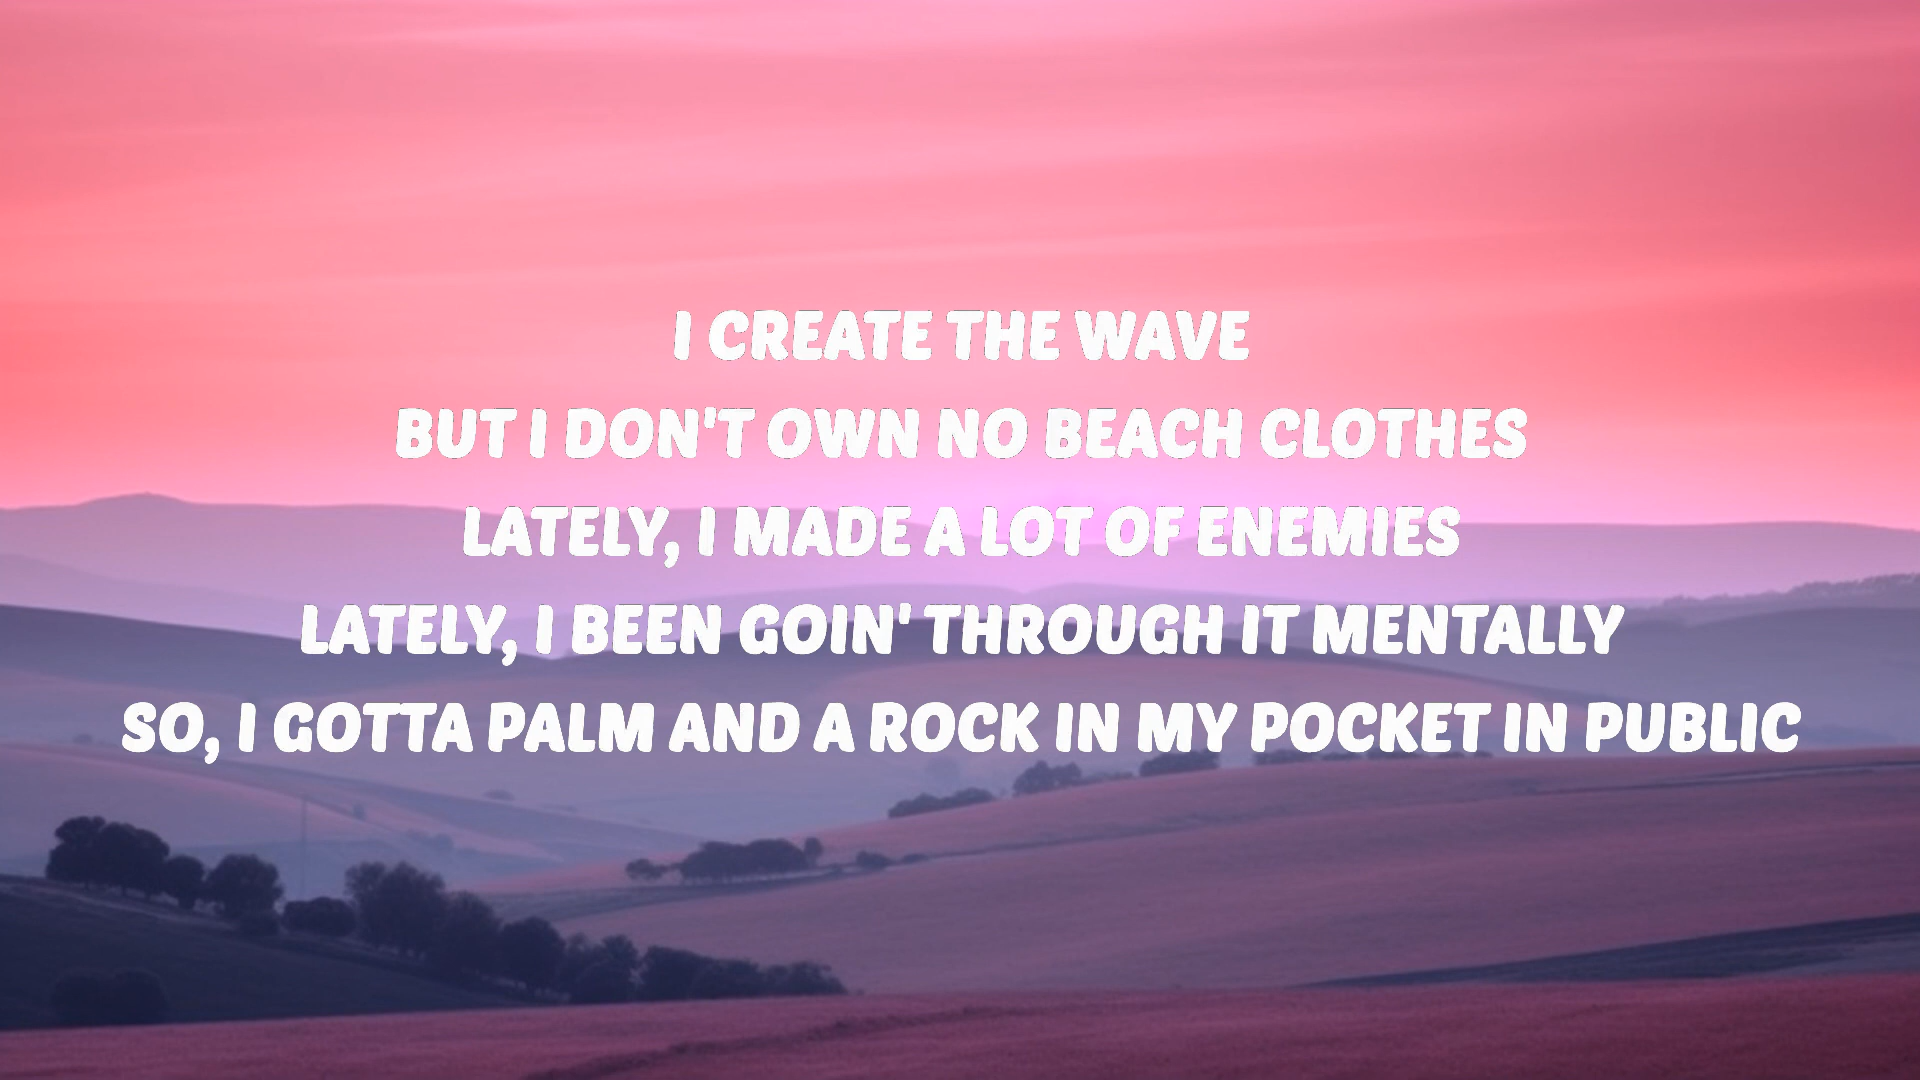 I CREATE THE WAVE
BUT I DON'T OWN NO BEACH CLOTHES
LATELY, I MADE A LOT OF ENEMIES
LATELY, I BEEN GOIN' THROUGH IT MENTALLY
SO, I GOTTA PALM AND A ROCK IN MY POCKET IN PUBLIC